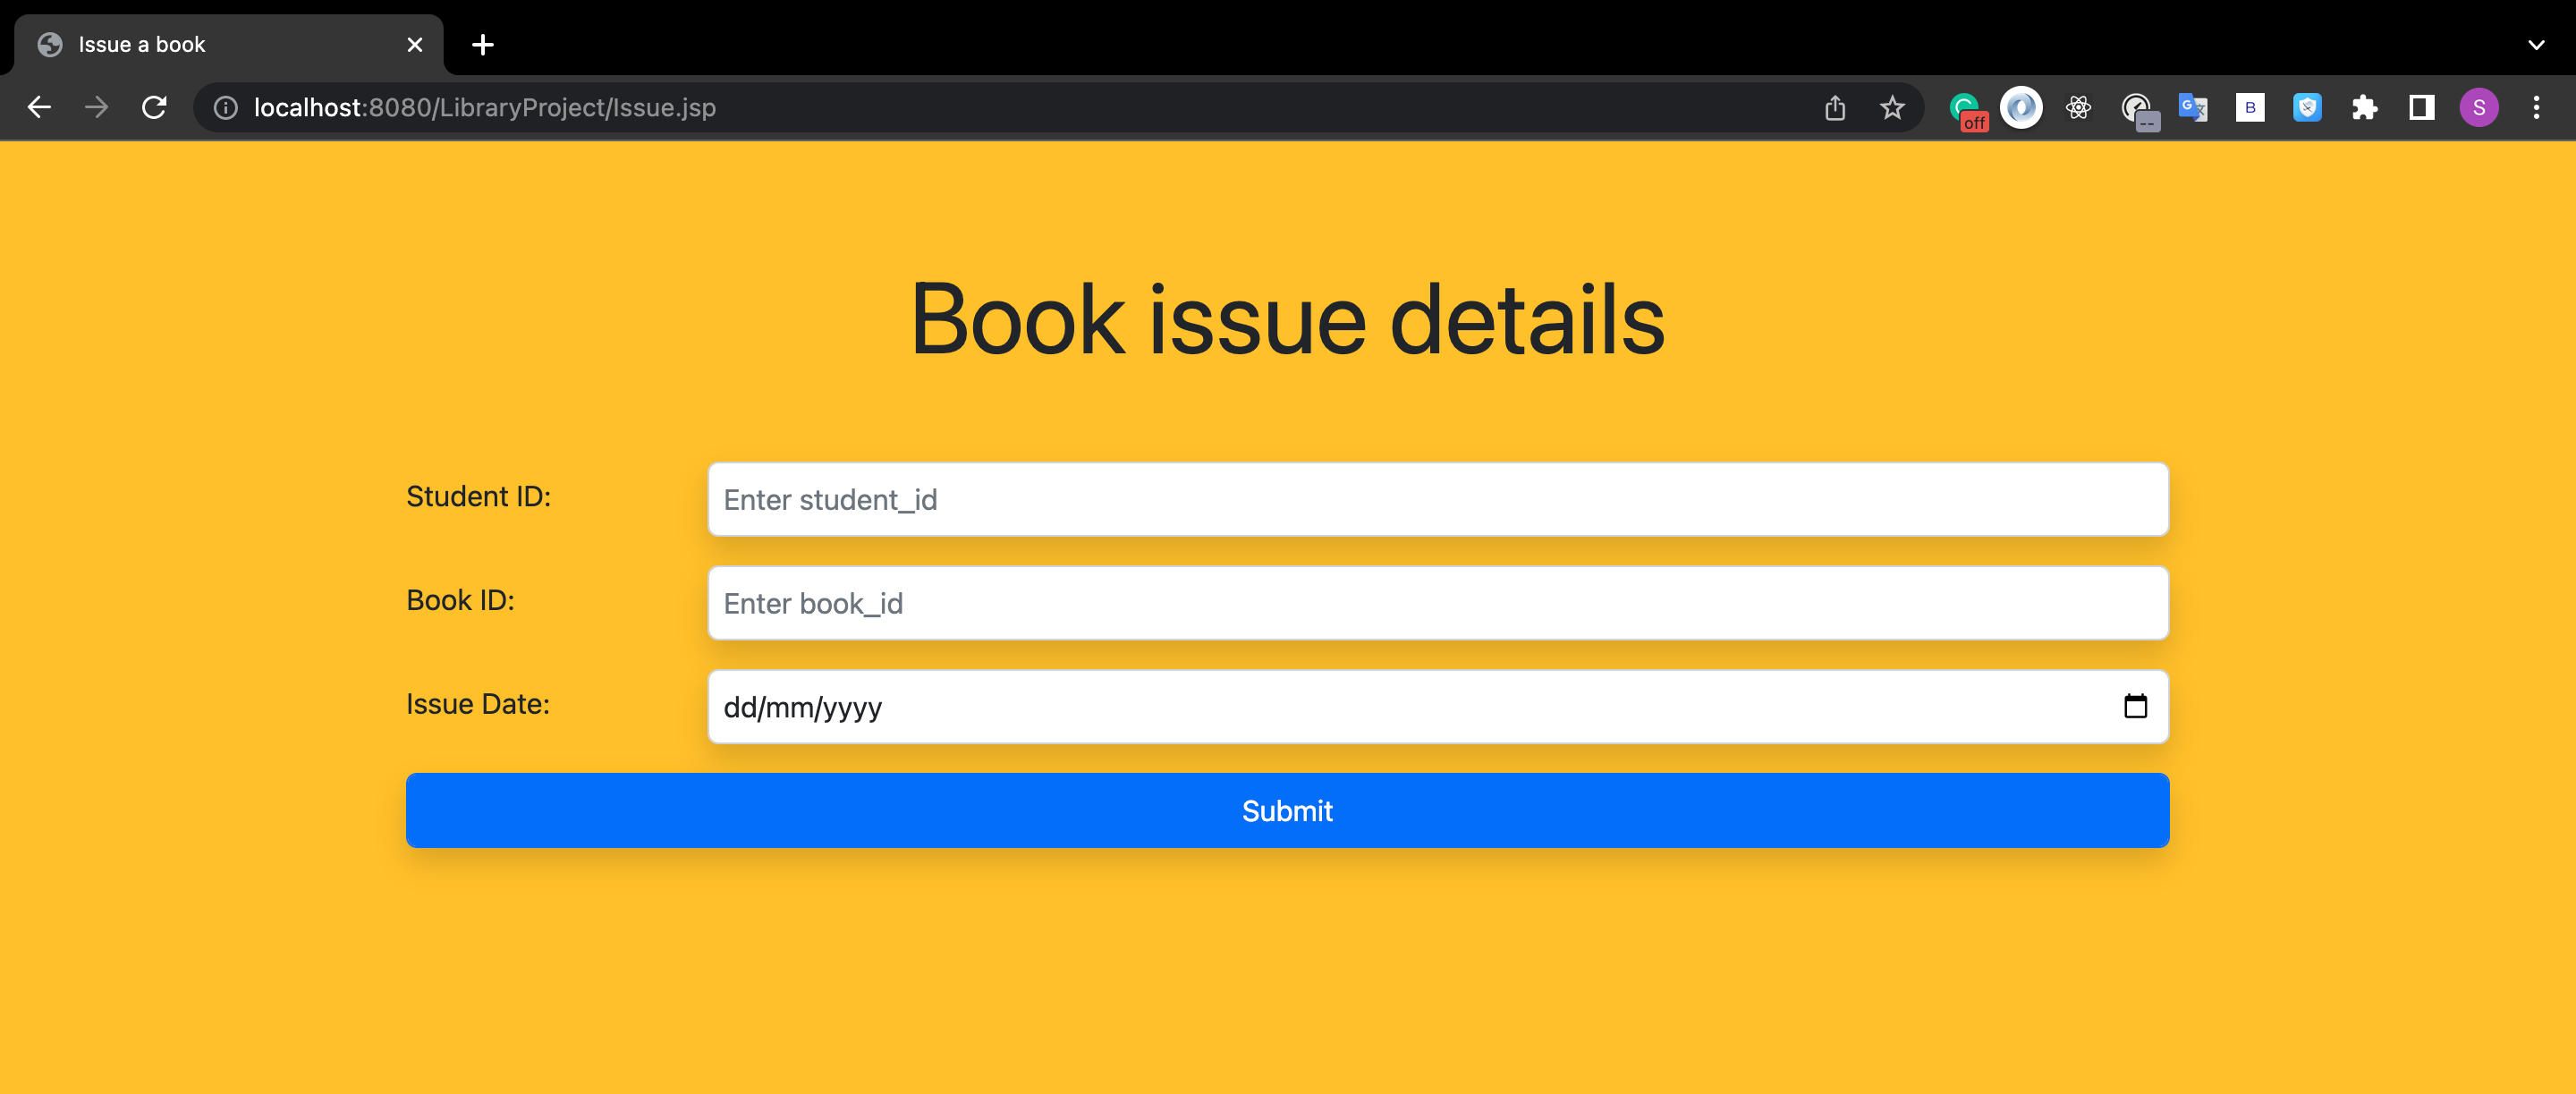 Issue a book
localhost:8080/LibraryProject/Issue.jsp
off
--
G
B
S
Book issue details
Student ID:
Enter student_id
Book ID:
Enter book_id
Issue Date:
dd/mm/yyyy
Submit